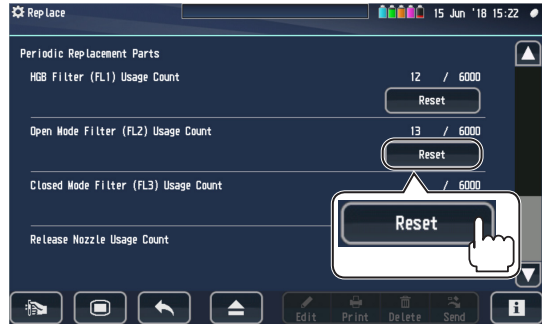 Replace
15 Jun '18 15:22
Periodic Replacement Parts
HGB Filter (FL1) Usage Count 12 / 6000
Reset
Open Mode Filter (FL2) Usage Count 13 / 6000
Reset
Closed Mode Filter (FL3) Usage Count / 6000
Reset
Release Nozzle Usage Count
Edit Print Delete Send
i